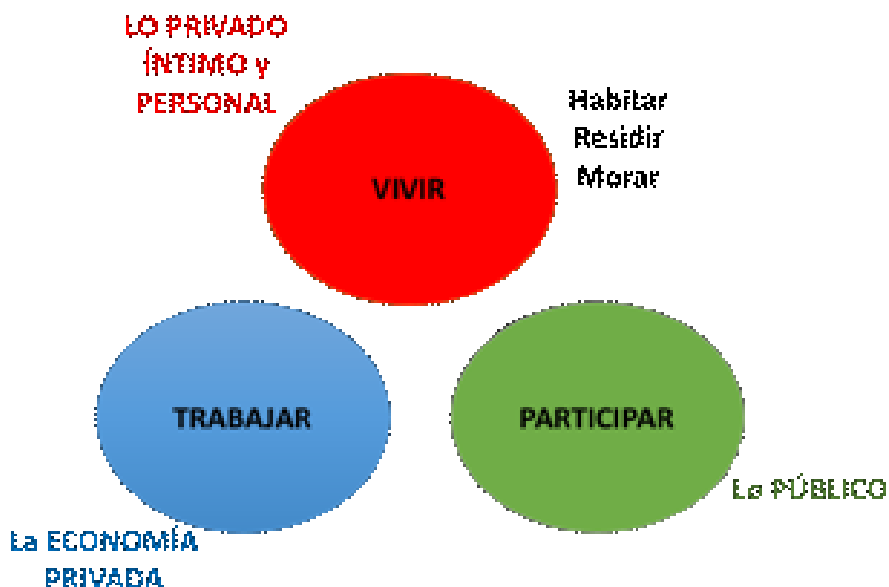 LO PRIVADO
ÍNTIMO y
PERSONAL
Habitar
Residir
Morar
VIVIR
TRABAJAR
PARTICIPAR
Lo PÚBLICO
La ECONOMÍA
PRIVADA